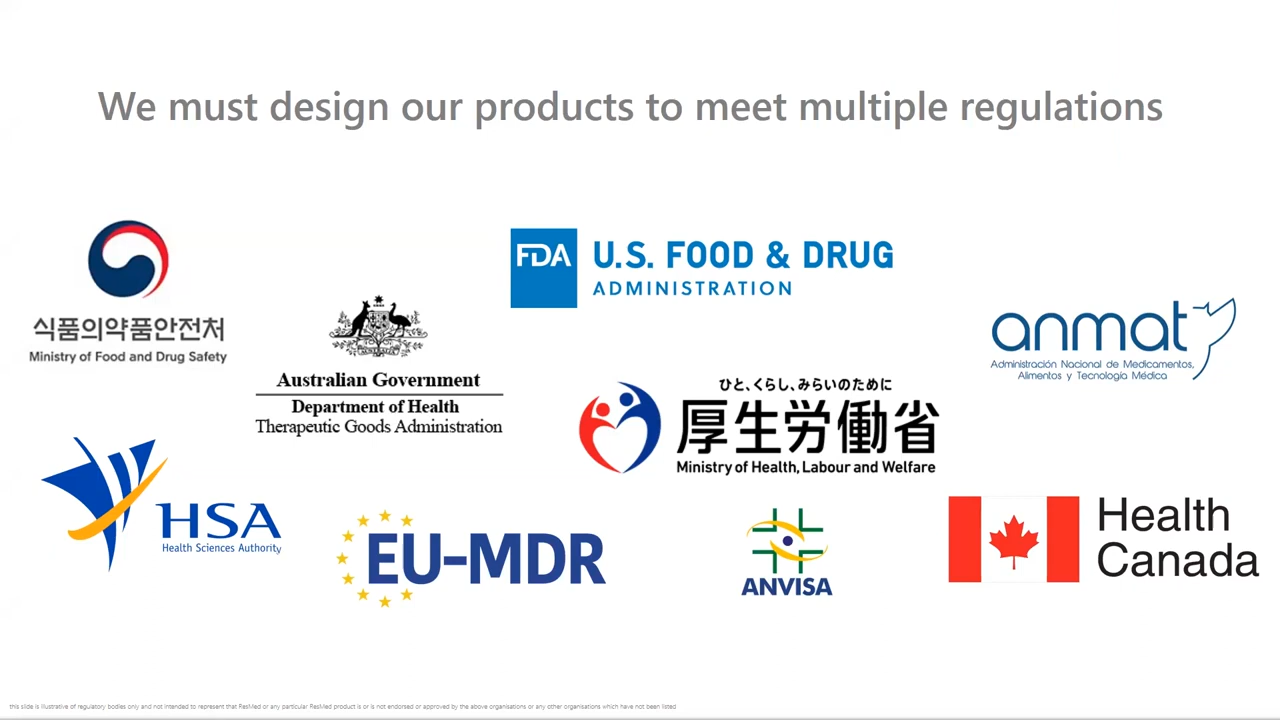 We must design our products to meet multiple regulations
식품의약품안전처
Ministry of Food and Drug Safety
AUSTRALIA
Australian Government
Department of Health
Therapeutic Goods Administration
FDA
U.S. FOOD & DRUG
ADMINISTRATION
anmat
Administración Nacional de Medicamentos,
Alimentos y Tecnología Médica
ひと、くらし、みらいのために
厚生労働省
Ministry of Health, Labour and Welfare
HSA
Health Sciences Authority
EU-MDR
ANVISA
Health
Canada
this slide is illustrative of regulatory bodies only and not intended to represent that ResMed or any particular ResMed product is or is not endorsed or approved by the above organisations or any other organisations which have not been listed